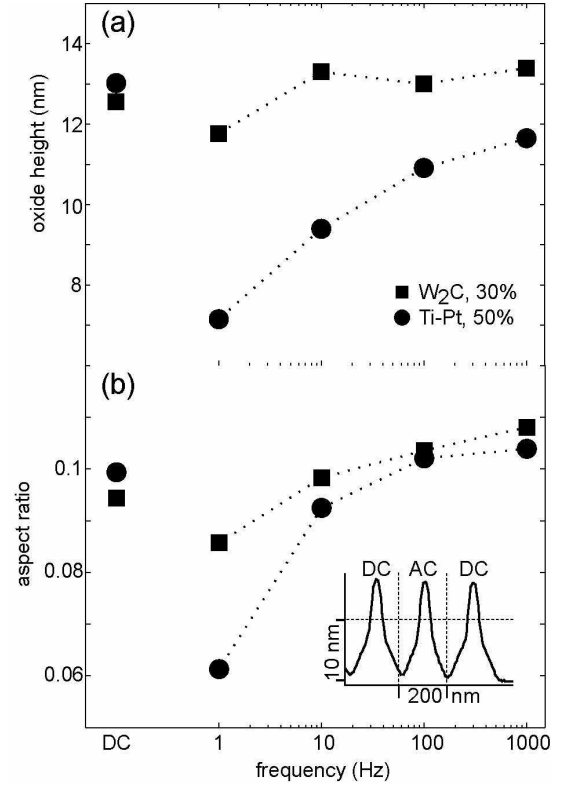 (a)
14
12
10
8
oxide height (nm)
W₂C, 30%
Ti-Pt, 50%
(b)
0.1
0.08
0.06
aspect ratio
DC AC DC
10 nm
200 nm
DC 1 10 100 1000
frequency (Hz)